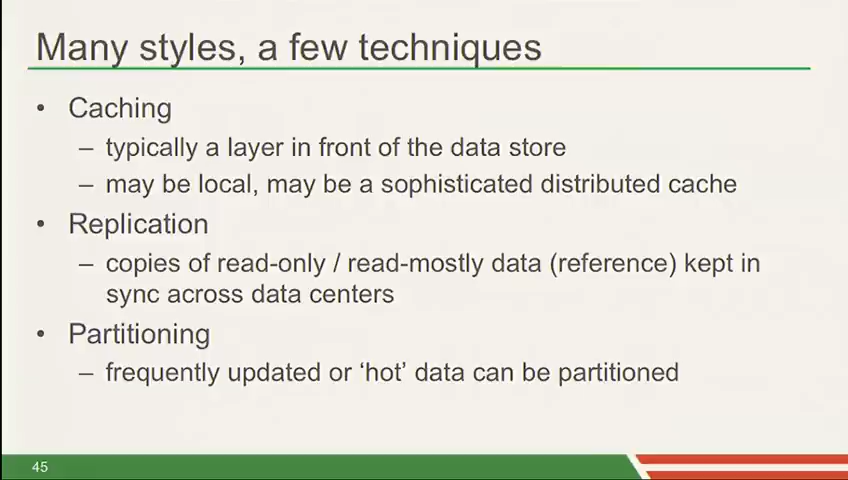 Many styles, a few techniques
• Caching
– typically a layer in front of the data store
– may be local, may be a sophisticated distributed cache
• Replication
– copies of read-only / read-mostly data (reference) kept in
sync across data centers
• Partitioning
– frequently updated or ‘hot’ data can be partitioned
45